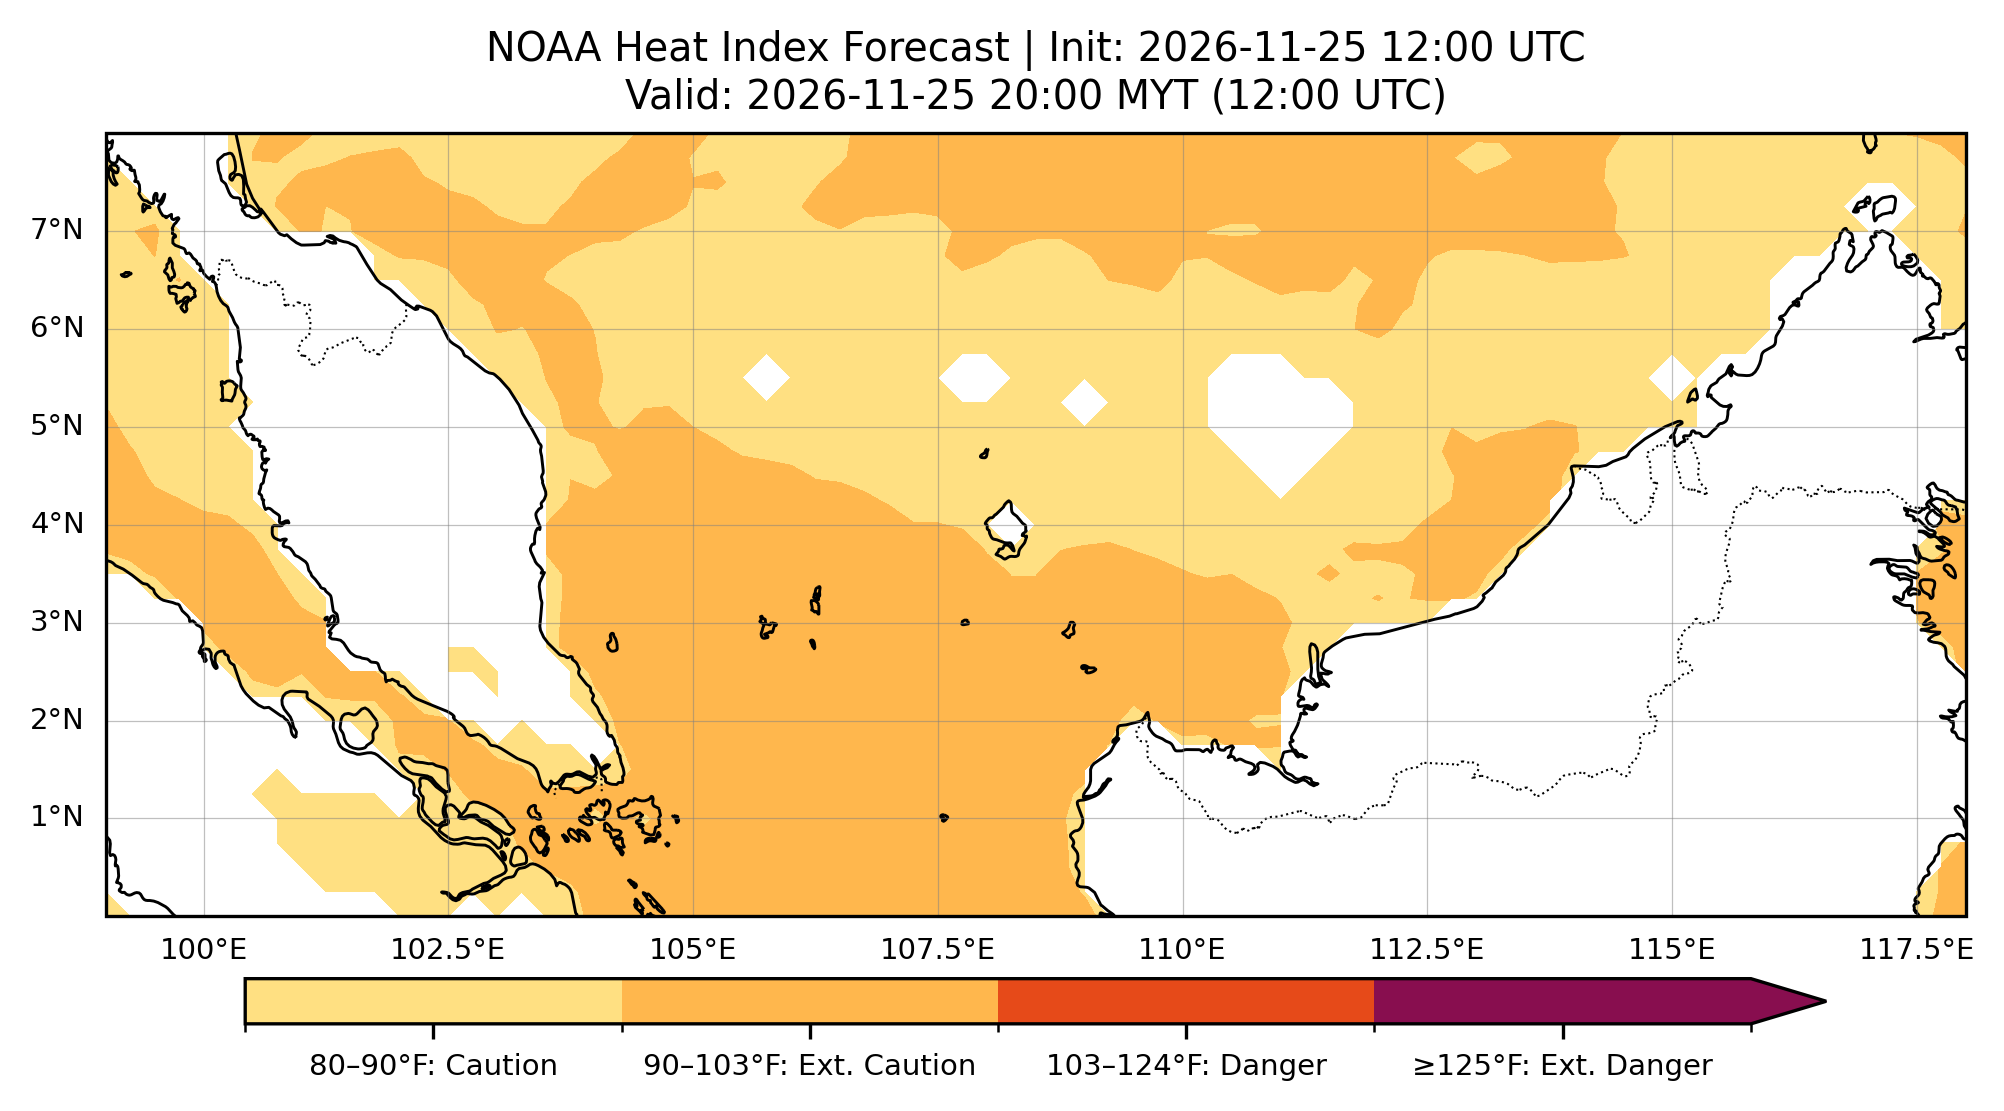 NOAA Heat Index Forecast | Init: 2026-11-25 12:00 UTC
Valid: 2026-11-25 20:00 MYT (12:00 UTC)
7°N
6°N
5°N
4°N
3°N
2°N
1°N
100°E 102.5°E 105°E 107.5°E 110°E 112.5°E 115°E 117.5°E
80–90°F: Caution 90–103°F: Ext. Caution 103–124°F: Danger ≥125°F: Ext. Danger